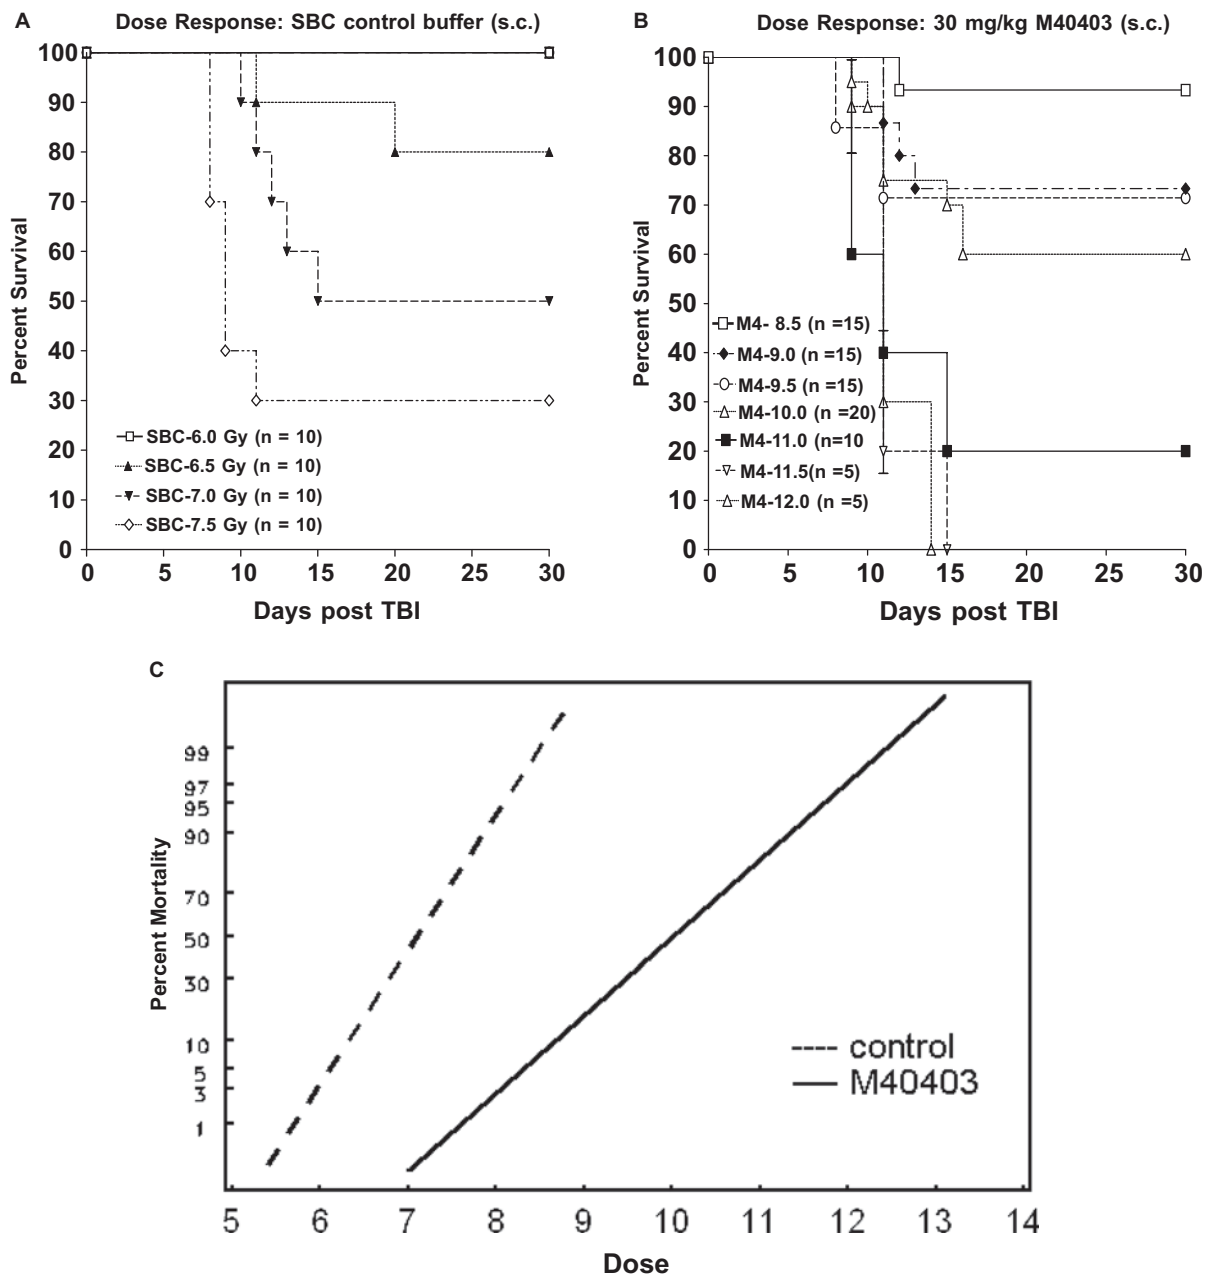 A
Dose Response: SBC control buffer (s.c.)
100
90
80
70
60
50
40
30
20
10
0
Percent Survival
SBC-6.0 Gy (n = 10)
SBC-6.5 Gy (n = 10)
SBC-7.0 Gy (n = 10)
SBC-7.5 Gy (n = 10)
0 5 10 15 20 25 30
Days post TBI
B
Dose Response: 30 mg/kg M40403 (s.c.)
100
90
80
70
60
50
40
30
20
10
0
Percent Survival
M4- 8.5 (n =15)
M4-9.0 (n =15)
M4-9.5 (n =15)
M4-10.0 (n =20)
M4-11.0 (n=10
M4-11.5(n =5)
M4-12.0 (n =5)
0 5 10 15 20 25 30
Days post TBI
C
99
97
95
90
70
50
30
10
5
3
1
Percent Mortality
control
M40403
5 6 7 8 9 10 11 12 13 14
Dose